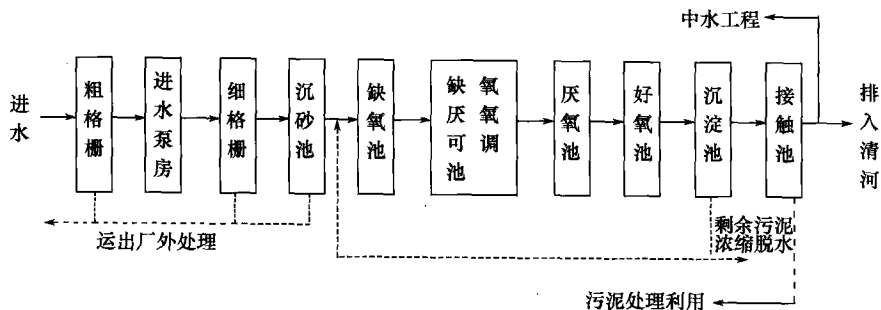 中水工程
进水
粗格栅
进水泵房
细格栅
沉砂池
缺氧池
缺氧
厌氧
可调
池
厌氧池
好氧池
沉淀池
接触池
排入清河
运出厂外处理
剩余污泥
浓缩脱水
污泥处理利用